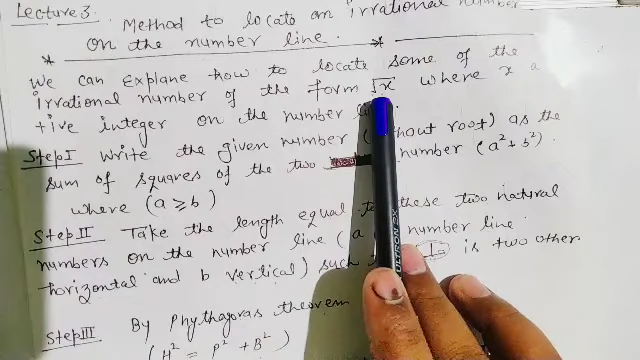 Lecture 3.
Method to locate an irrational number
on the number line.
We can explane how to locate some of the
irrational number of the form √x where x a
+ive integer on the number
Step I Write the given number (without root) as the
sum of squares of the two number (a² + b²).
where (a ≥ b)
Step II Take the length equal these two natural
numbers on the number line (a number line
horizontal and b vertical) such is two other
Step III By Phythagoras theorem
(H² = P² + B²)
ULTRON 2X